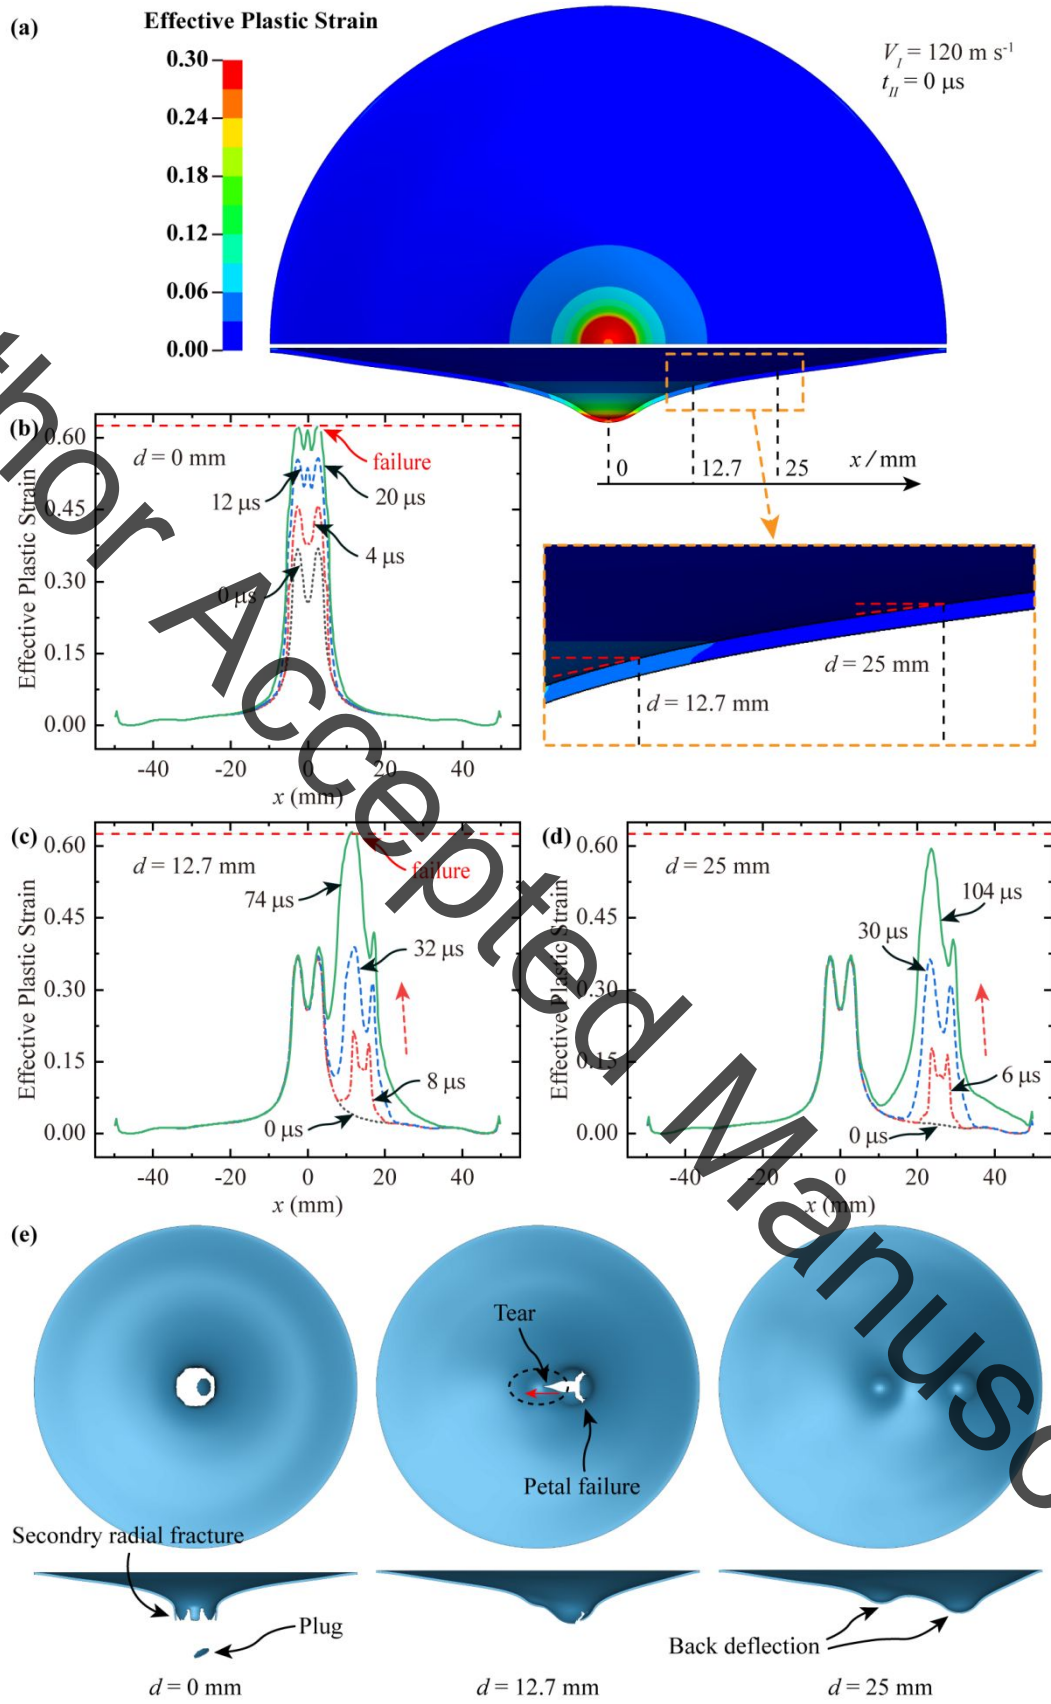 (a)
Effective Plastic Strain
0.30
0.24
0.18
0.12
0.06
0.00
V_I = 120 m s⁻¹
t_II = 0 μs
0
12.7
25
x / mm
d = 12.7 mm
d = 25 mm
(b)
Effective Plastic Strain
0.60
0.45
0.30
0.15
0.00
d = 0 mm
failure
12 μs
20 μs
4 μs
0 μs
-40
-20
0
20
40
x (mm)
(c)
Effective Plastic Strain
0.60
0.45
0.30
0.15
0.00
d = 12.7 mm
failure
74 μs
32 μs
8 μs
0 μs
-40
-20
0
20
40
x (mm)
(d)
Effective Plastic Strain
0.60
0.45
0.30
0.15
0.00
d = 25 mm
104 μs
30 μs
6 μs
0 μs
-40
-20
0
20
40
x (mm)
(e)
Tear
Petal failure
Secondry radial fracture
Plug
Back deflection
d = 0 mm
d = 12.7 mm
d = 25 mm
Accepted